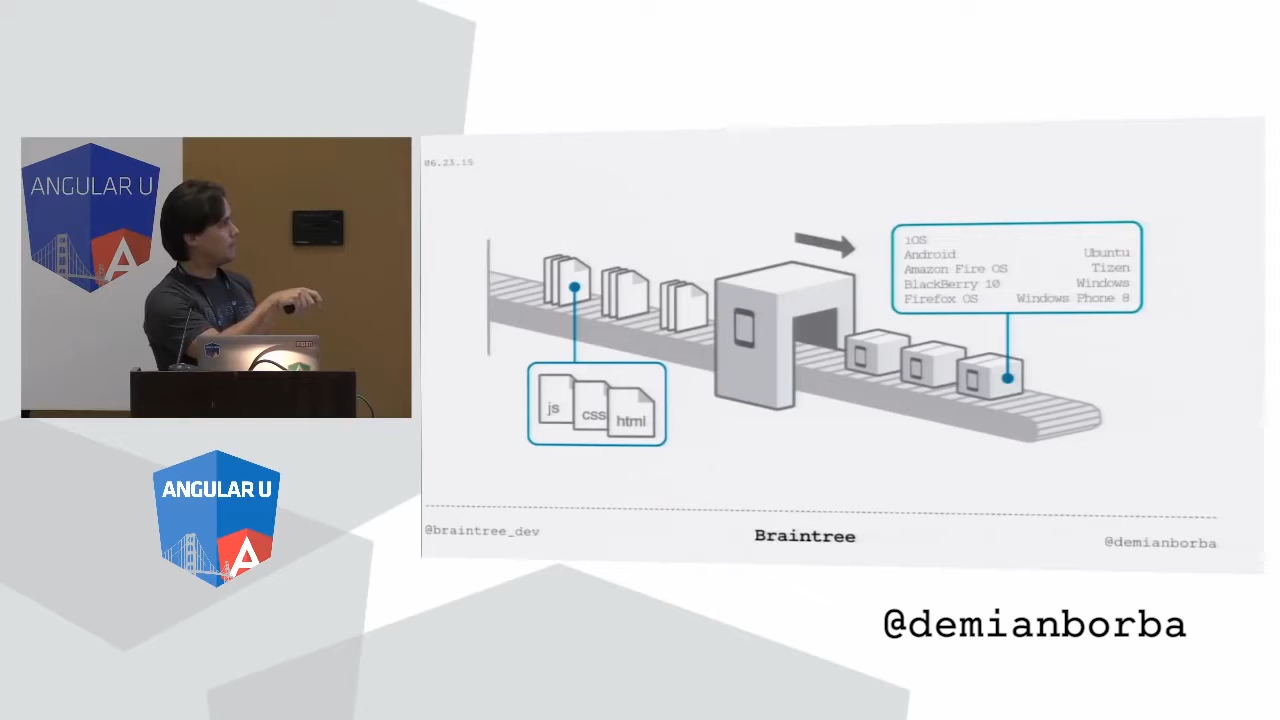 ANGULAR U
A
ANGULAR U
A
06.23.15
iOS
Android
Amazon Fire OS
BlackBerry 10
Firefox OS
Ubuntu
Tizen
Windows
Windows Phone 8
js
css
html
@braintree_dev
Braintree
@demianborba
@demianborba